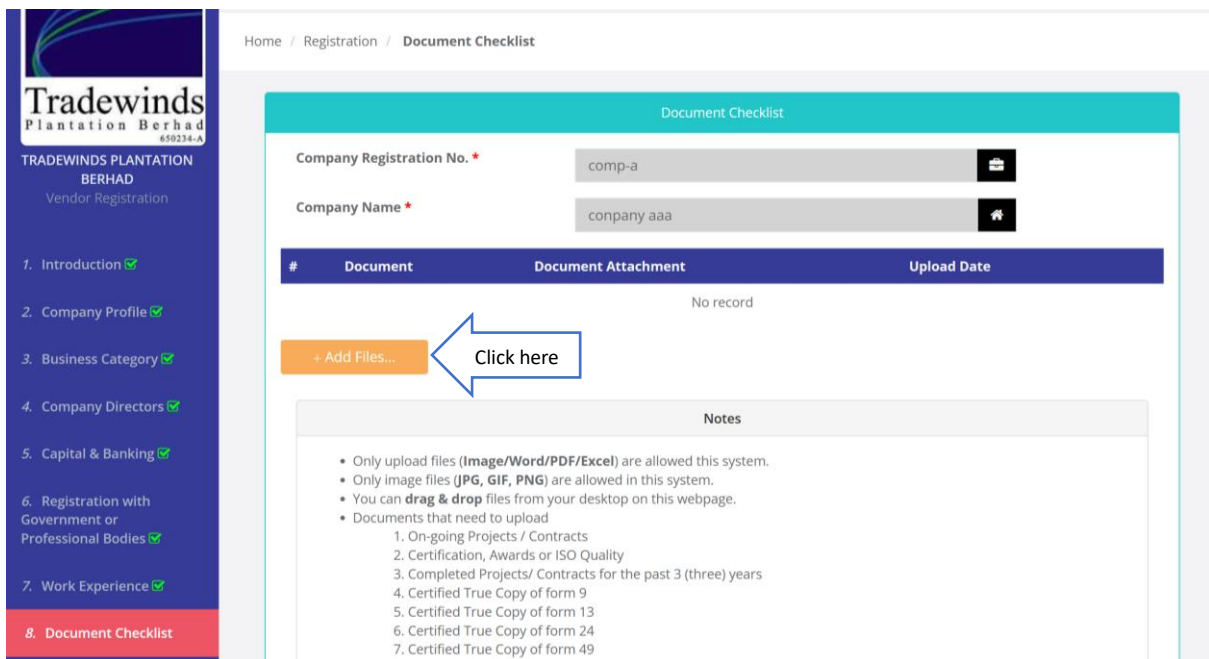 Tradewinds
Plantation Berhad
650234-A
TRADEWINDS PLANTATION
BERHAD
Vendor Registration
1. Introduction
2. Company Profile
3. Business Category
4. Company Directors
5. Capital & Banking
6. Registration with
Government or
Professional Bodies
7. Work Experience
8. Document Checklist
Home / Registration / Document Checklist
Document Checklist
Company Registration No. *
comp-a
Company Name *
conpany aaa
# Document Document Attachment Upload Date
No record
+ Add Files...
Click here
Notes
• Only upload files (Image/Word/PDF/Excel) are allowed this system.
• Only image files (JPG, GIF, PNG) are allowed in this system.
• You can drag & drop files from your desktop on this webpage.
• Documents that need to upload
1. On-going Projects / Contracts
2. Certification, Awards or ISO Quality
3. Completed Projects/ Contracts for the past 3 (three) years
4. Certified True Copy of form 9
5. Certified True Copy of form 13
6. Certified True Copy of form 24
7. Certified True Copy of form 49